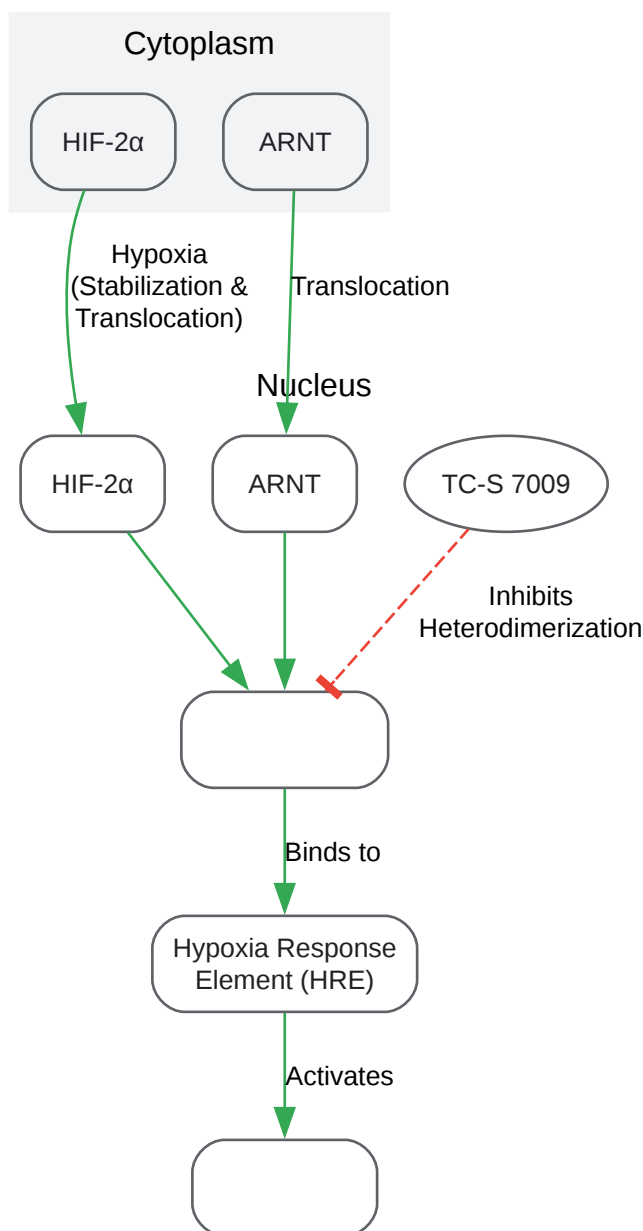 Cytoplasm
HIF-2α
ARNT
Hypoxia
(Stabilization &
Translocation)
Translocation
Nucleus
HIF-2α
ARNT
TC-S 7009
Inhibits
Heterodimerization
Binds to
Hypoxia Response
Element (HRE)
Activates